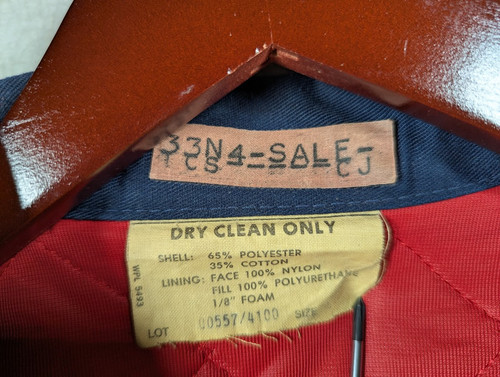 33N4-SALE-
TCS CJ
DRY CLEAN ONLY
SHELL: 65% POLYESTER
35% COTTON
LINING: FACE 100% NYLON
FILL 100% POLYURETHANE
1/8" FOAM
LOT 00557/4100 SIZE
WPL 5493